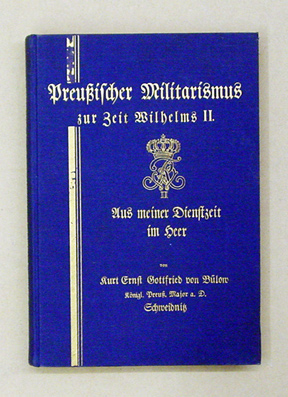 Preußischer Militarismus
zur Zeit Wilhelms II.
II
Aus meiner Dienstzeit
im Heer
von
Kurt Ernst Gottfried von Bülow
Königl. Preuß. Major a. D.
Schweidnitz